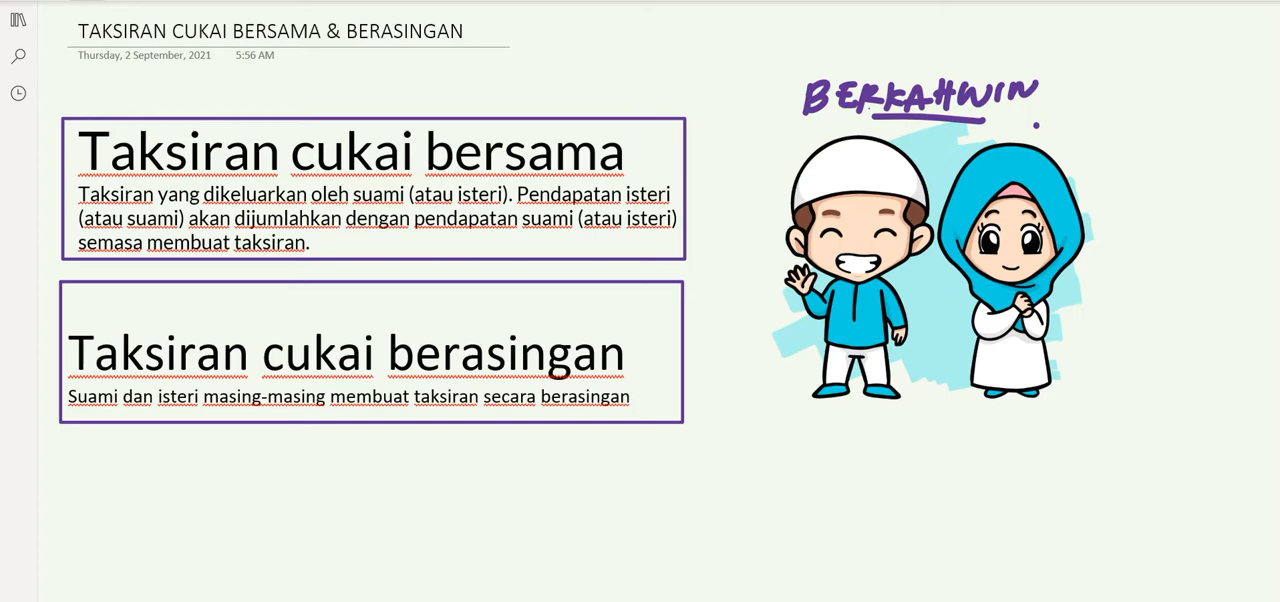 TAKSIRAN CUKAI BERSAMA & BERASINGAN
Thursday, 2 September, 2021 5:56 AM
BERKAHWIN
Taksiran cukai bersama
Taksiran yang dikeluarkan oleh suami (atau isteri). Pendapatan isteri
(atau suami) akan dijumlahkan dengan pendapatan suami (atau isteri)
semasa membuat taksiran.
Taksiran cukai berasingan
Suami dan isteri masing-masing membuat taksiran secara berasingan